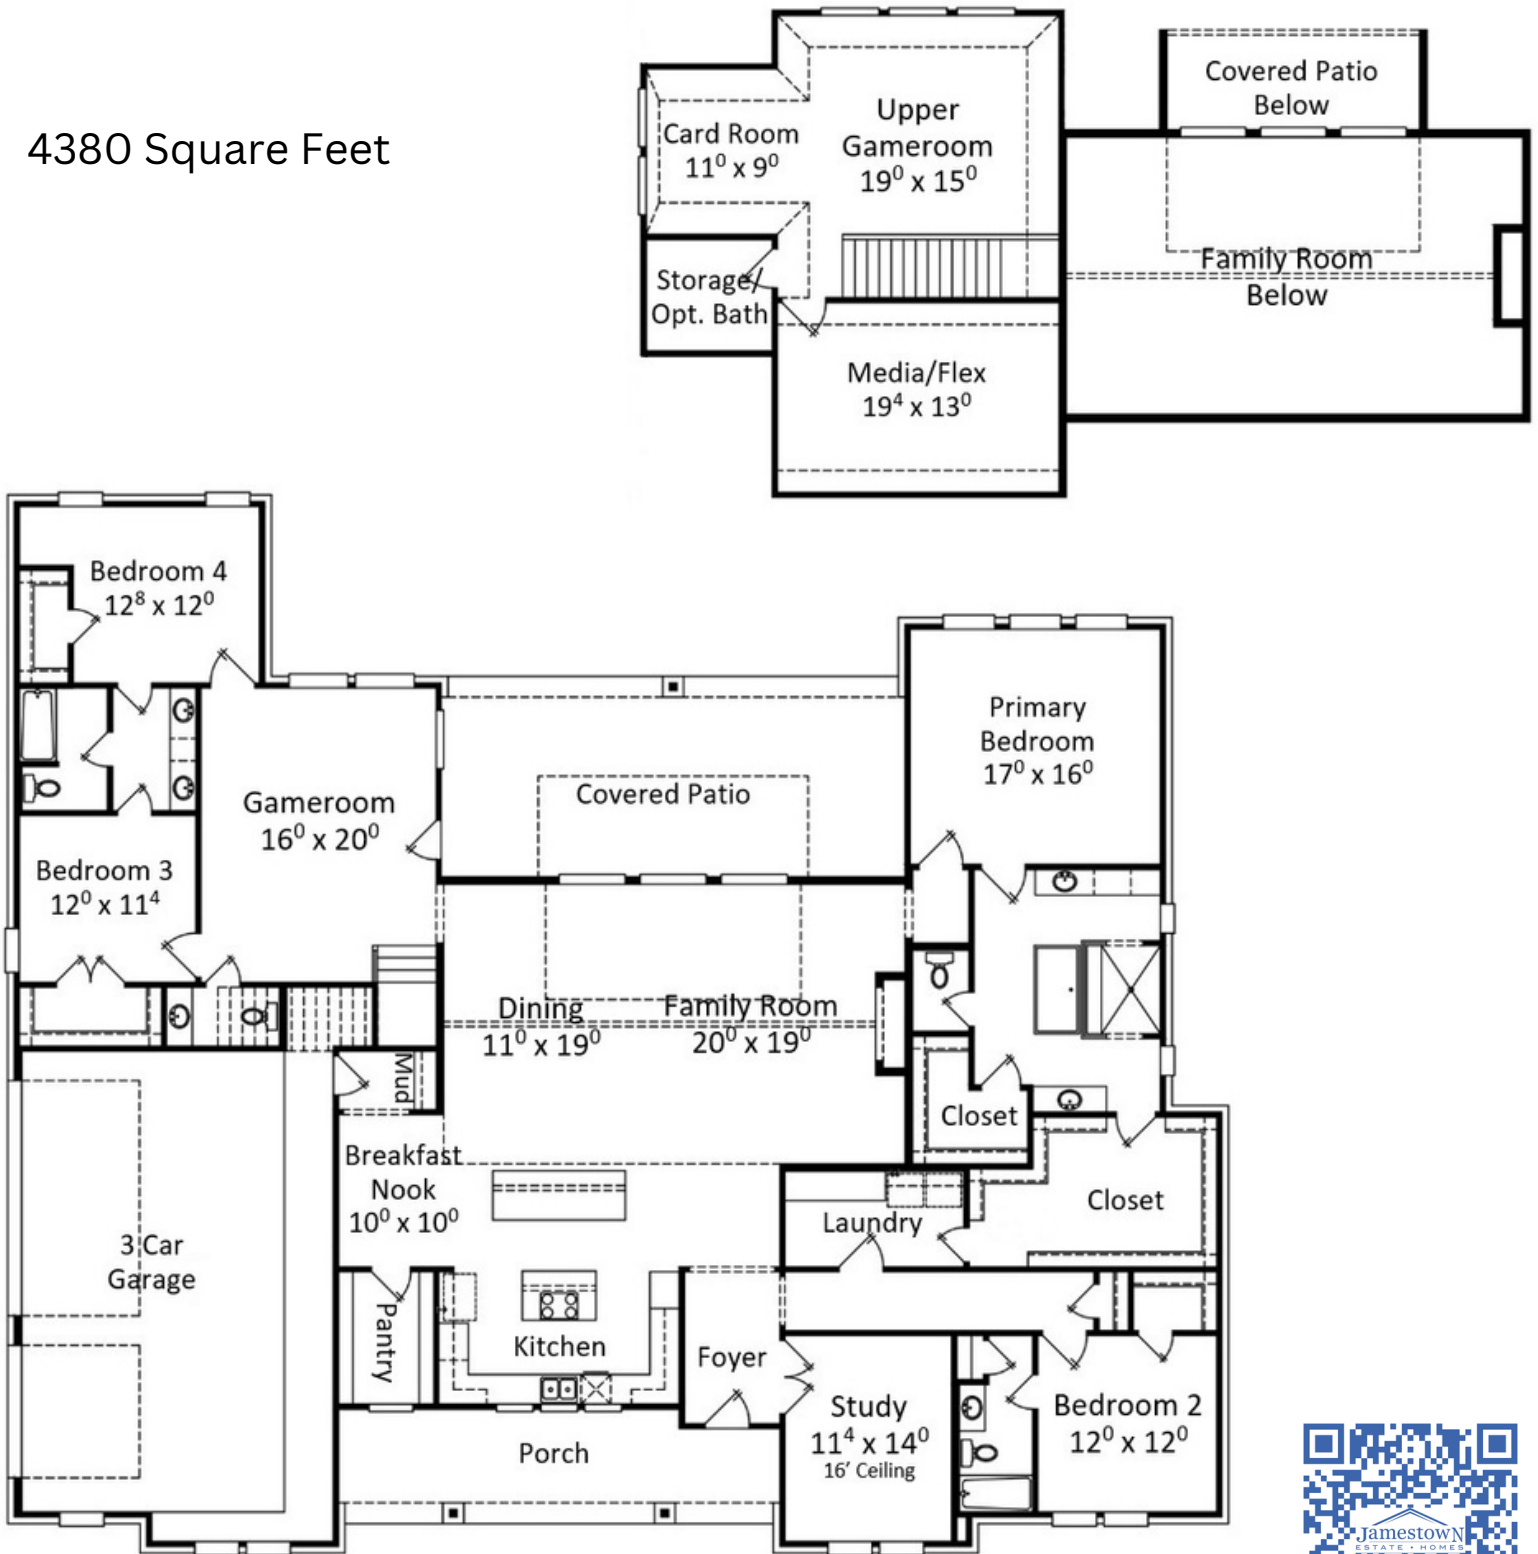 4380 Square Feet
Covered Patio
Below
Upper
Gameroom
19⁰ x 15⁰
Card Room
11⁰ x 9⁰
Storage/
Opt. Bath
Family Room
Below
Media/Flex
19⁴ x 13⁰
Bedroom 4
12⁸ x 12⁰
Primary
Bedroom
17⁰ x 16⁰
Gameroom
16⁰ x 20⁰
Covered Patio
Bedroom 3
12⁰ x 11⁴
Dining
11⁰ x 19⁰
Family Room
20⁰ x 19⁰
Mud
Closet
Breakfast
Nook
10⁰ x 10⁰
Laundry
Closet
3 Car
Garage
Pantry
Kitchen
Foyer
Study
11⁴ x 14⁰
16' Ceiling
Bedroom 2
12⁰ x 12⁰
Porch
JamestowN
ESTATE • HOMES